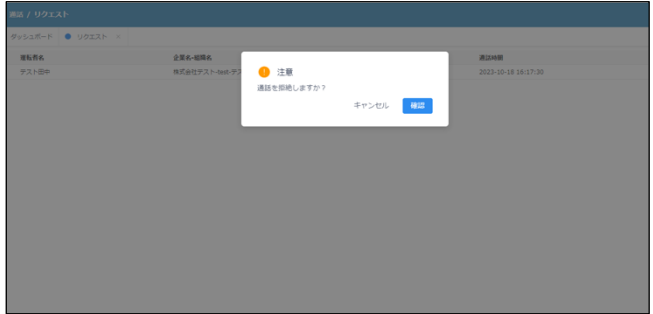 通話 / リクエスト
ダッシュボード ● リクエスト ×
運転者名 企業名-組織名 通話時間
テスト田中 株式会社テスト-test-テス 2023-10-18 16:17:30
注意
通話を拒絶しますか？
キャンセル 確認